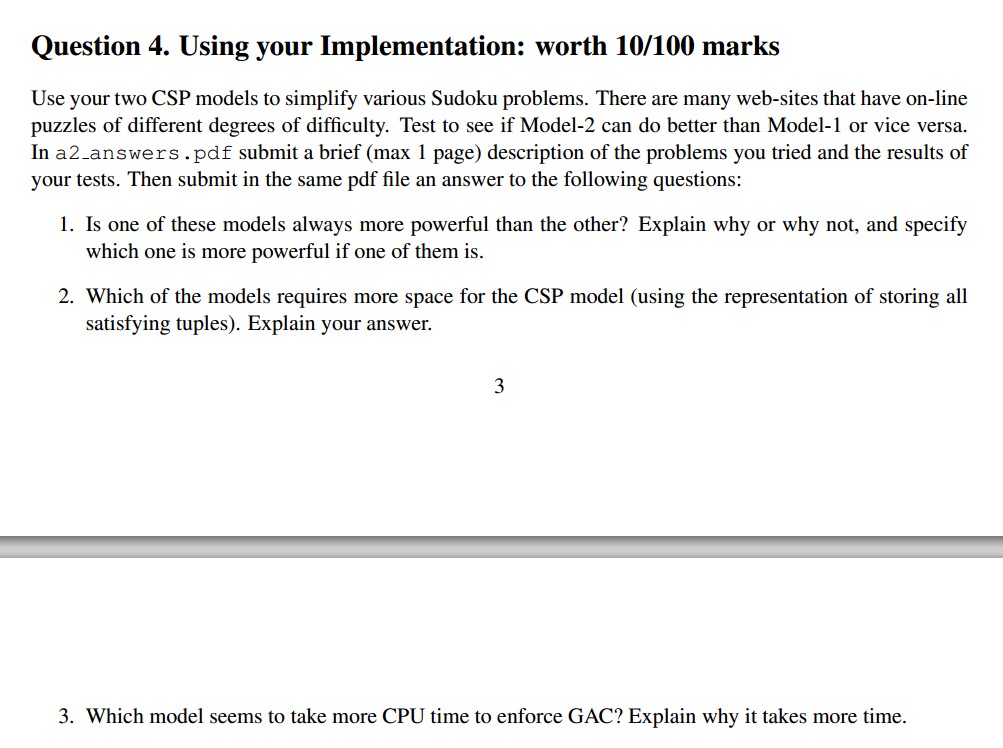 Question 4. Using your Implementation: worth 10/100 marks
Use your two CSP models to simplify various Sudoku problems. There are many web-sites that have on-line
puzzles of different degrees of difficulty. Test to see if Model-2 can do better than Model-1 or vice versa.
In a2_answers.pdf submit a brief (max 1 page) description of the problems you tried and the results of
your tests. Then submit in the same pdf file an answer to the following questions:
1. Is one of these models always more powerful than the other? Explain why or why not, and specify
which one is more powerful if one of them is.
2. Which of the models requires more space for the CSP model (using the representation of storing all
satisfying tuples). Explain your answer.
3
3. Which model seems to take more CPU time to enforce GAC? Explain why it takes more time.